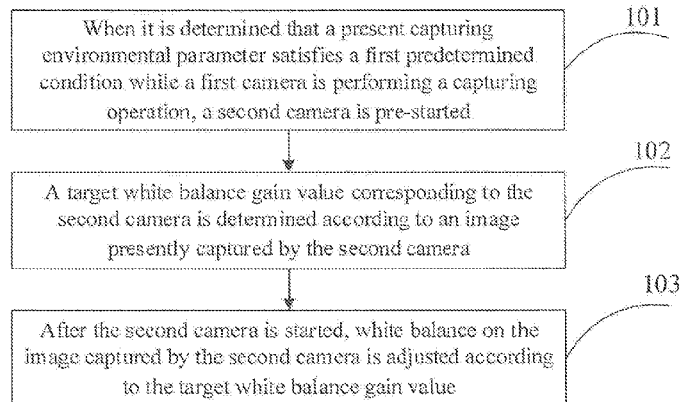 When it is determined that a present capturing
environmental parameter satisfies a first predetermined
condition while a first camera is performing a capturing
operation, a second camera is pre-started
101
A target white balance gain value corresponding to the
second camera is determined according to an image
presently captured by the second camera
102
After the second camera is started, white balance on the
image captured by the second camera is adjusted according
to the target white balance gain value
103